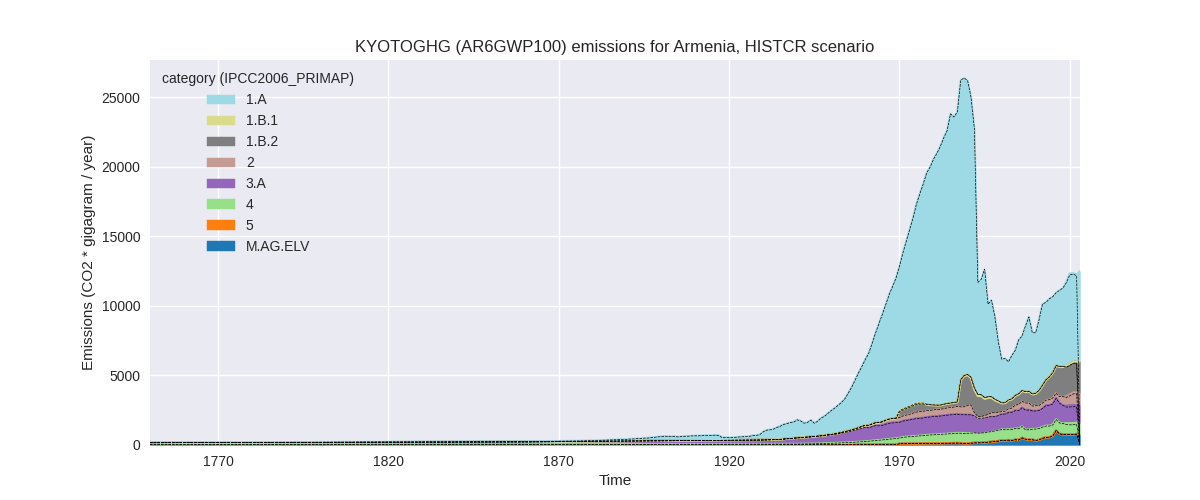 KYOTOGHG (AR6GWP100) emissions for Armenia, HISTCR scenario
category (IPCC2006_PRIMAP)
1.A
1.B.1
1.B.2
2
3.A
4
5
M.AG.ELV
Emissions (CO2 * gigagram / year)
25000
20000
15000
10000
5000
0
1770
1820
1870
1920
1970
2020
Time